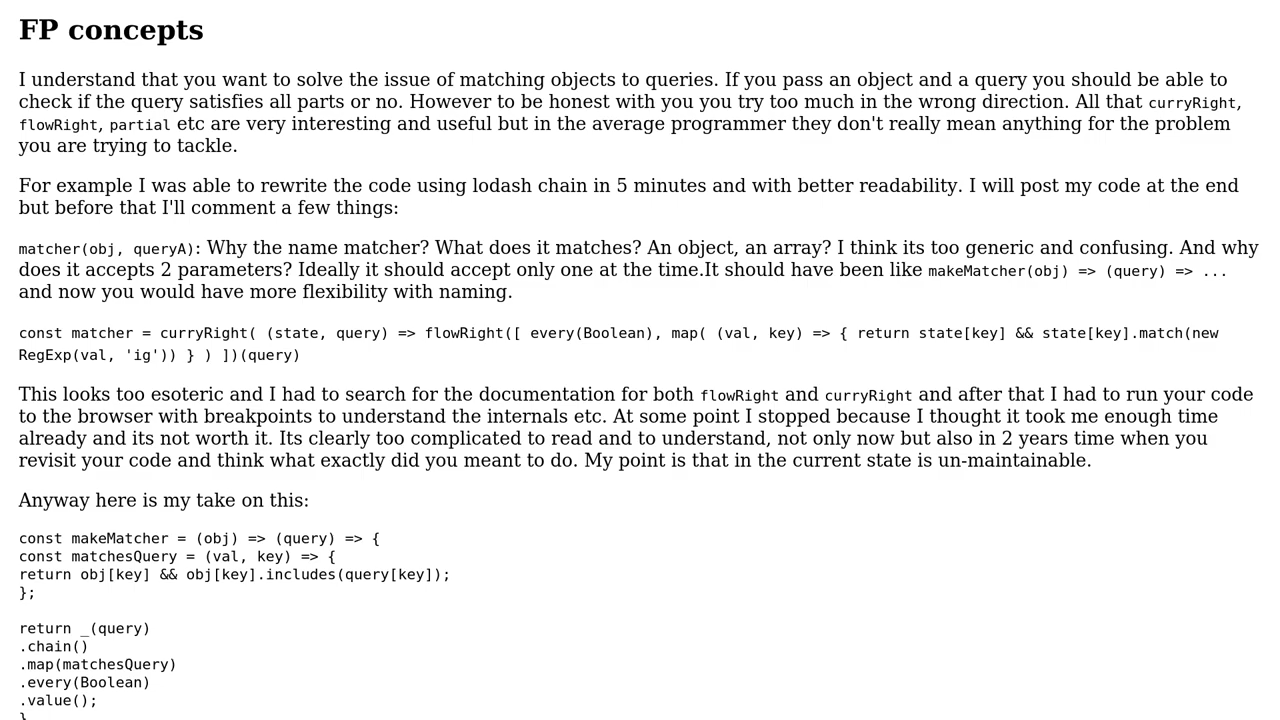 FP concepts
I understand that you want to solve the issue of matching objects to queries. If you pass an object and a query you should be able to
check if the query satisfies all parts or no. However to be honest with you you try too much in the wrong direction. All that curryRight,
flowRight, partial etc are very interesting and useful but in the average programmer they don't really mean anything for the problem
you are trying to tackle.
For example I was able to rewrite the code using lodash chain in 5 minutes and with better readability. I will post my code at the end
but before that I'll comment a few things:
matcher(obj, queryA): Why the name matcher? What does it matches? An object, an array? I think its too generic and confusing. And why
does it accepts 2 parameters? Ideally it should accept only one at the time.It should have been like makeMatcher(obj) => (query) => ...
and now you would have more flexibility with naming.
const matcher = curryRight( (state, query) => flowRight([ every(Boolean), map( (val, key) => { return state[key] && state[key].match(new
RegExp(val, 'ig')) } ) ])(query)
This looks too esoteric and I had to search for the documentation for both flowRight and curryRight and after that I had to run your code
to the browser with breakpoints to understand the internals etc. At some point I stopped because I thought it took me enough time
already and its not worth it. Its clearly too complicated to read and to understand, not only now but also in 2 years time when you
revisit your code and think what exactly did you meant to do. My point is that in the current state is un-maintainable.
Anyway here is my take on this:
const makeMatcher = (obj) => (query) => {
const matchesQuery = (val, key) => {
return obj[key] && obj[key].includes(query[key]);
};
return _(query)
.chain()
.map(matchesQuery)
.every(Boolean)
.value();
}